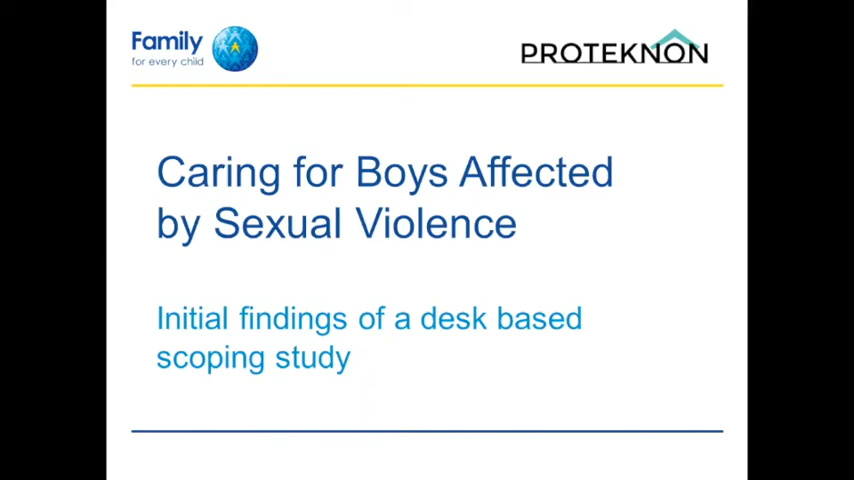 Family
for every child
PROTEKNON
Caring for Boys Affected
by Sexual Violence
Initial findings of a desk based
scoping study